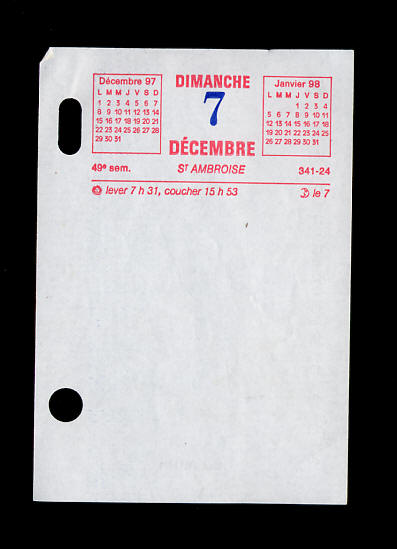 Décembre 97
L M M J V S D
1 2 3 4 5 6 7
8 9 10 11 12 13 14
15 16 17 18 19 20 21
22 23 24 25 26 27 28
29 30 31
DIMANCHE
7
DÉCEMBRE
Janvier 98
L M M J V S D
1 2 3 4
5 6 7 8 9 10 11
12 13 14 15 16 17 18
19 20 21 22 23 24 25
26 27 28 29 30 31
49e sem.
ST AMBROISE
341-24
lever 7 h 31, coucher 15 h 53
le 7